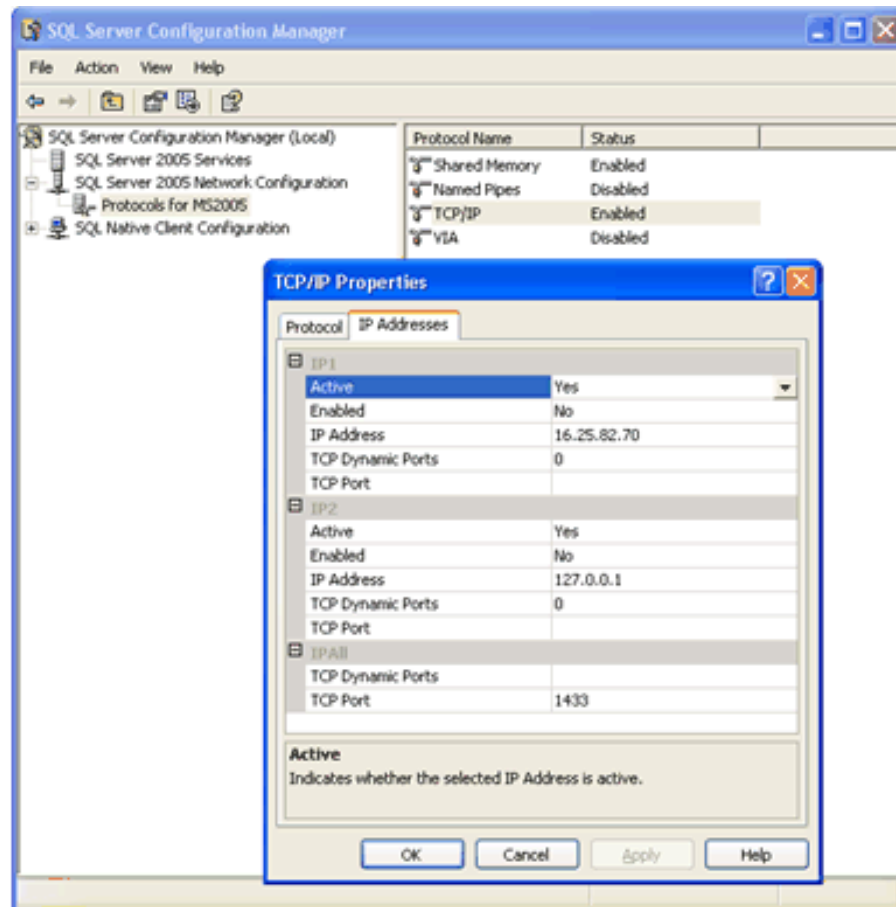 SQL Server Configuration Manager
File Action View Help
SQL Server Configuration Manager (Local)
SQL Server 2005 Services
SQL Server 2005 Network Configuration
Protocols for MS2005
SQL Native Client Configuration
Protocol Name Status
Shared Memory Enabled
Named Pipes Disabled
TCP/IP Enabled
VIA Disabled
TCP/IP Properties
Protocol IP Addresses
IP1
Active Yes
Enabled No
IP Address 16.25.82.70
TCP Dynamic Ports 0
TCP Port
IP2
Active Yes
Enabled No
IP Address 127.0.0.1
TCP Dynamic Ports 0
TCP Port
IPAll
TCP Dynamic Ports
TCP Port 1433
Active
Indicates whether the selected IP Address is active.
OK Cancel Apply Help